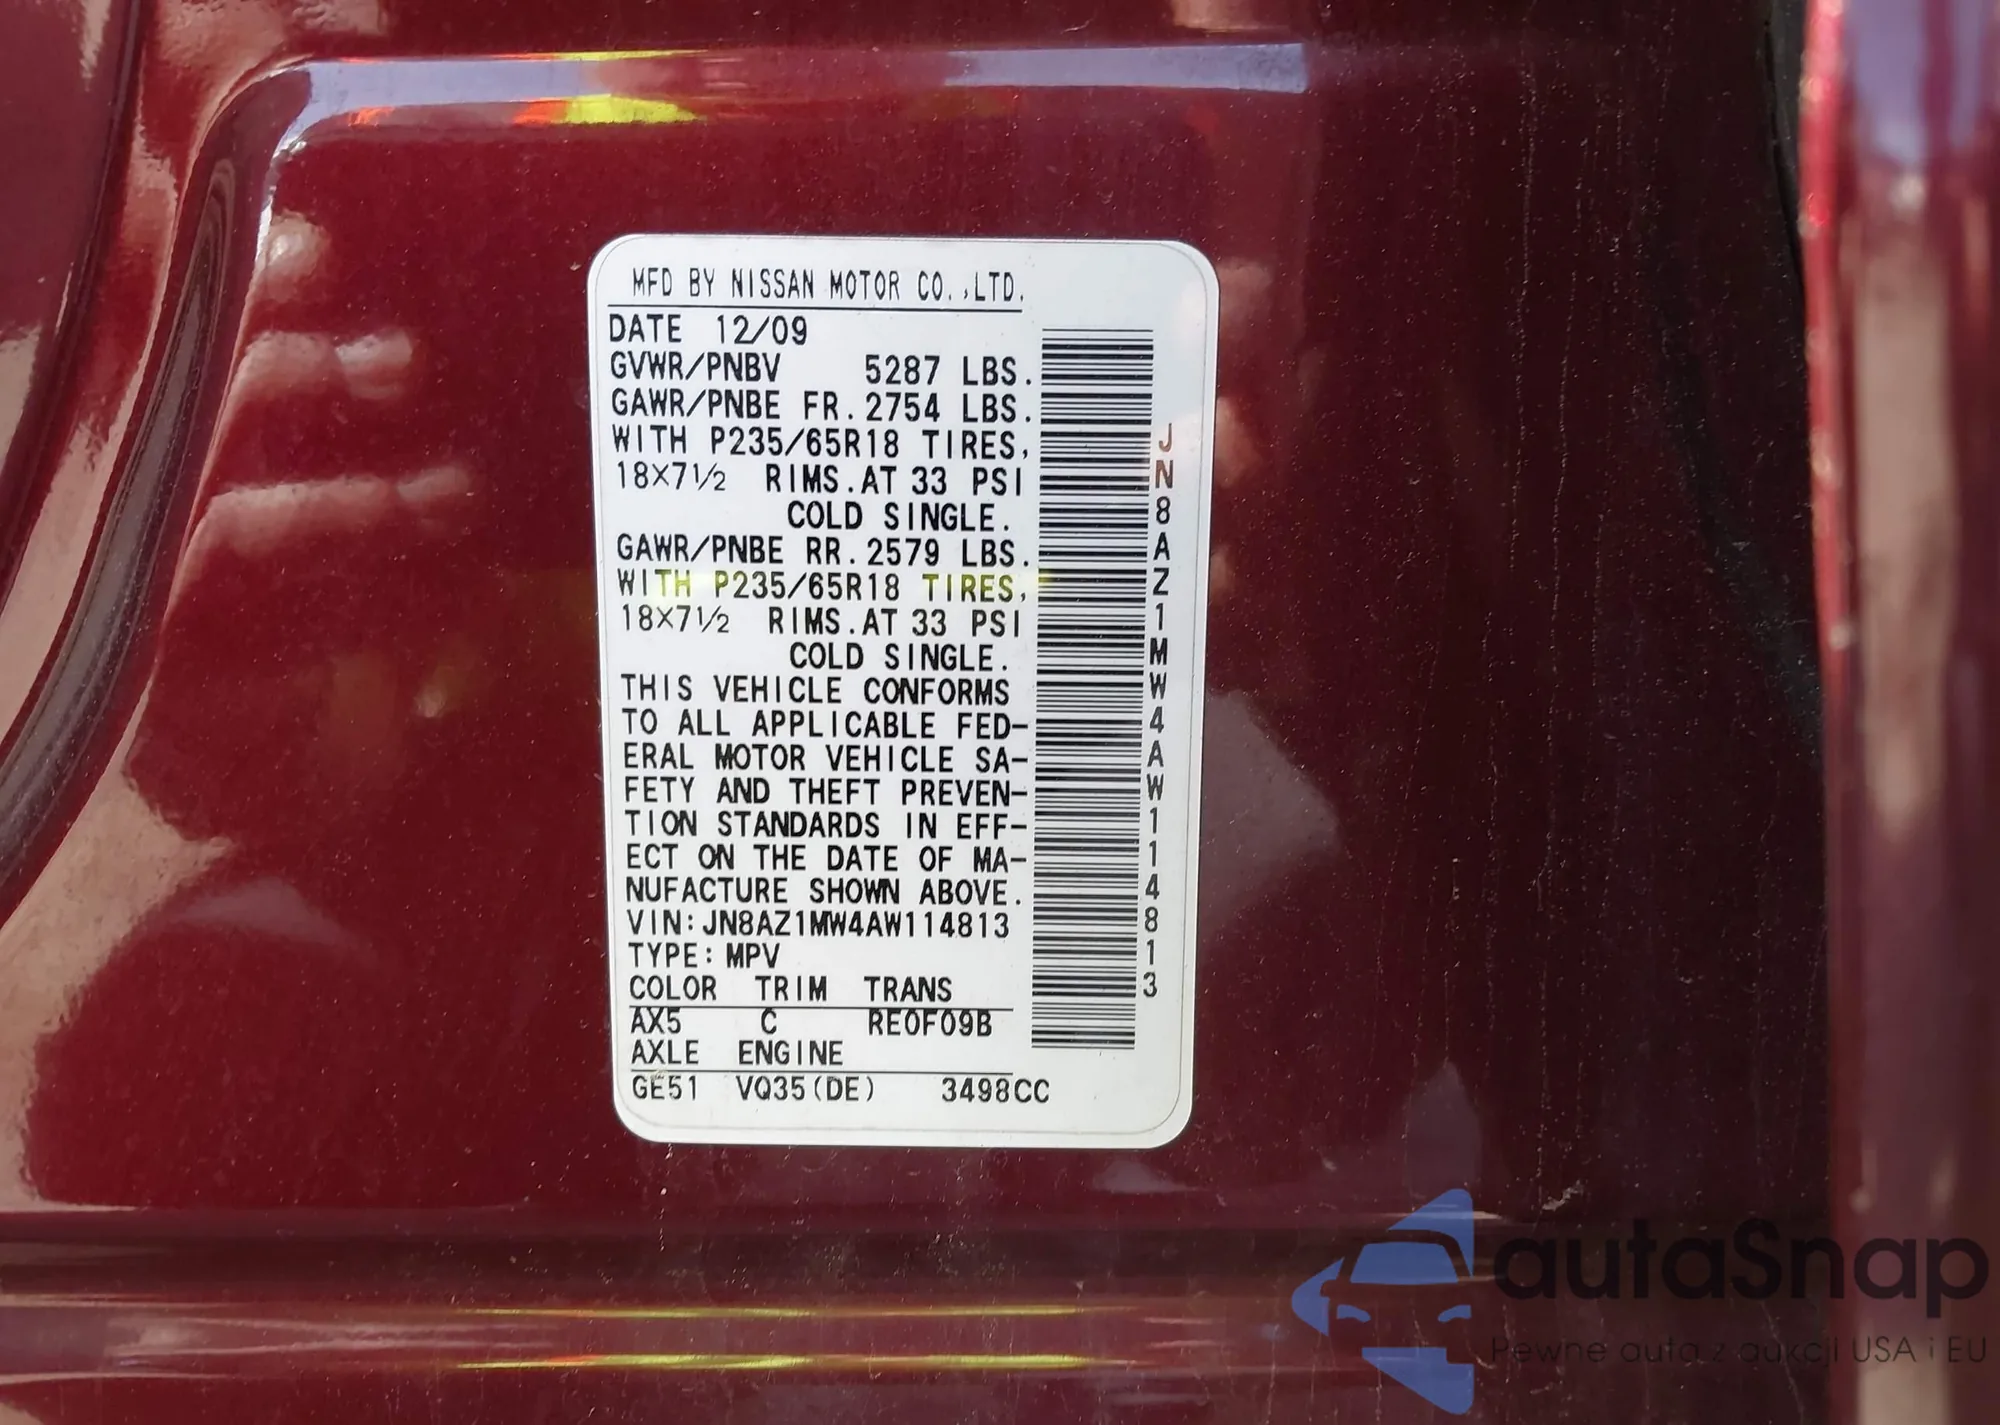 MFD BY NISSAN MOTOR CO.,LTD.
DATE 12/09
GVWR/PNBV 5287 LBS.
GAWR/PNBE FR. 2754 LBS.
WITH P235/65R18 TIRES,
18×7½ RIMS.AT 33 PSI
COLD SINGLE.
GAWR/PNBE RR. 2579 LBS.
WITH P235/65R18 TIRES,
18×7½ RIMS.AT 33 PSI
COLD SINGLE.
THIS VEHICLE CONFORMS
TO ALL APPLICABLE FED-
ERAL MOTOR VEHICLE SA-
FETY AND THEFT PREVEN-
TION STANDARDS IN EFF-
ECT ON THE DATE OF MA-
NUFACTURE SHOWN ABOVE.
VIN:JN8AZ1MW4AW114813
TYPE:MPV
COLOR TRIM TRANS
AX5 C RE0F09B
AXLE ENGINE
GE51 VQ35(DE) 3498CC
JN8AZ1MW4AW114813
autaSnap
Pewne auta z aukcji USA i EU